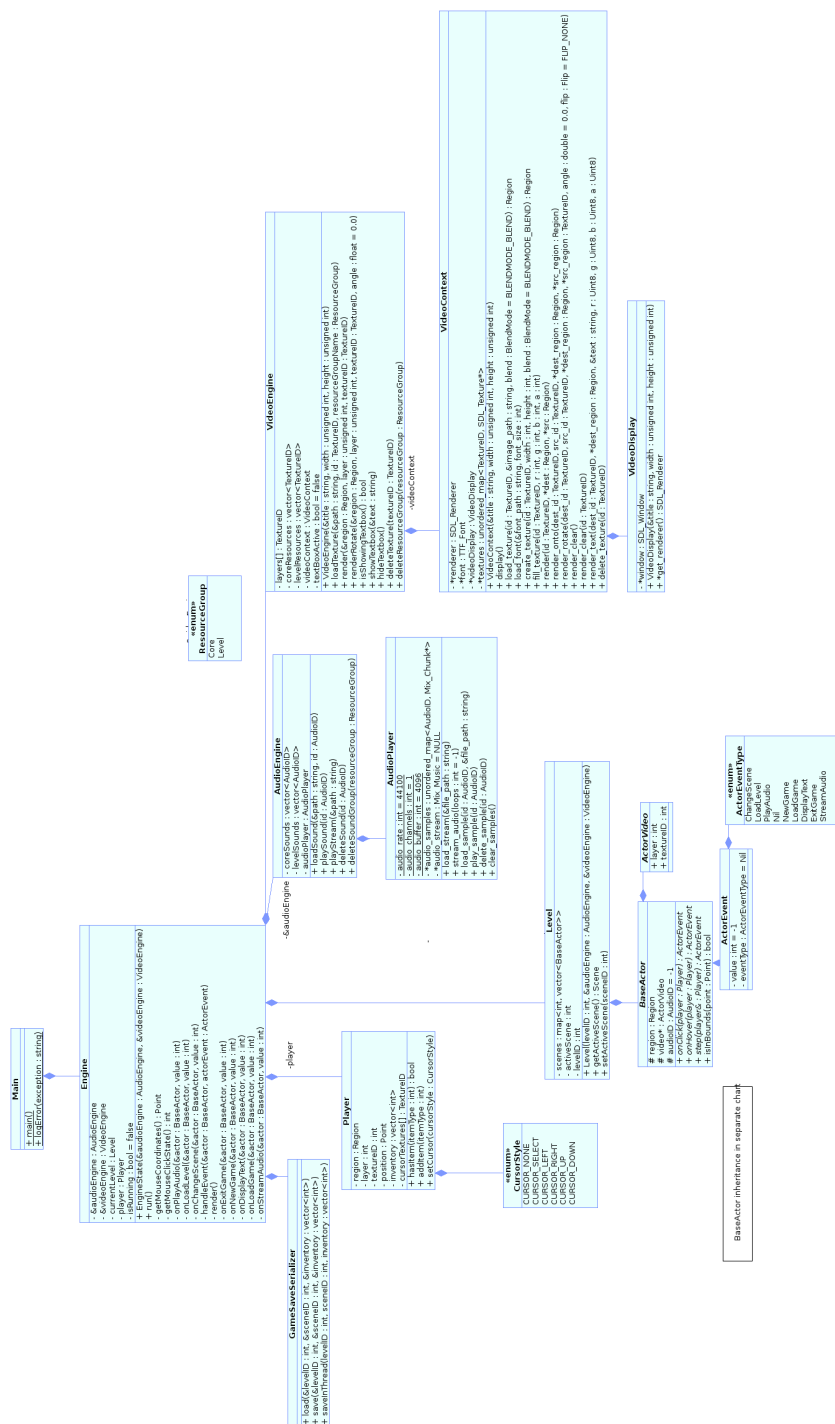 Main
+ main()
+ logError(exception : string)
Engine
- &audioEngine : AudioEngine
- &videoEngine : VideoEngine
- currentLevel : Level
- player : Player
- isRunning : bool = false
+ EngineState(&audioEngine : AudioEngine, &videoEngine : VideoEngine)
+ run()
- getMouseCoordinates() : Point
- getMouseClickState() : int
- onPlayAudio(&actor : BaseActor, value : int)
- onLoadLevel(&actor : BaseActor, value : int)
- onChangeScene(&actor : BaseActor, value : int)
- handleEvent(&actor : BaseActor, actorEvent : ActorEvent)
- render()
- onExitGame(&actor : BaseActor, value : int)
- onNewGame(&actor : BaseActor, value : int)
- onDisplayText(&actor : BaseActor, value : int)
- onLoadGame(&actor : BaseActor, value : int)
- onStreamAudio(&actor : BaseActor, value : int)
GameSaveSerializer
+ load(&levelID : int, &sceneID : int, &inventory : vector<int>)
+ save(&levelID : int, &sceneID : int, &inventory : vector<int>)
+ saveInThread(levelID : int, sceneID : int, inventory : vector<int>)
-player
Player
- region : Region
- layer : int
- textureID : int
- position : Point
- inventory : vector<int>
- cursorTextures[] : TextureID
+ hasItem(itemType : int) : bool
+ addItem(itemType : int)
+ setCursor(cursorStyle : CursorStyle)
«enum»
CursorStyle
CURSOR_NONE
CURSOR_SELECT
CURSOR_LEFT
CURSOR_RIGHT
CURSOR_UP
CURSOR_DOWN
-&audioEngine
-
«enum»
ResourceGroup
Core
Level
AudioEngine
- coreSounds : vector<AudioID>
- levelSounds : vector<AudioID>
- audioPlayer : AudioPlayer
+ loadSound(&path : string, id : AudioID)
+ playSound(id : AudioID)
+ playStream(&path : string)
+ deleteSound(id : AudioID)
+ deleteSoundGroup(resourceGroup : ResourceGroup)
AudioPlayer
- audio_rate : int = 44100
- audio_channels : int = 1
- audio_buffer : int = 4096
- *audio_samples : unordered_map<AudioID, Mix_Chunk*>
- *audio_stream : Mix_Music = NULL
+ load_stream(&file_path : string)
+ stream_audio(loops : int = -1)
+ load_sample(id : AudioID, &file_path : string)
+ play_sample(id : AudioID)
+ delete_sample(id : AudioID)
+ clear_samples()
VideoEngine
- layers[] : TextureID
- coreResources : vector<TextureID>
- levelResources : vector<TextureID>
- videoContext : VideoContext
- textBoxActive : bool = false
+ VideoEngine(&title : string, width : unsigned int, height : unsigned int)
+ loadTexture(&path : string, id : TextureID, resourceGroupName : ResourceGroup)
+ render(&region : Region, layer : unsigned int, textureID : TextureID)
+ renderRotate(&region : Region, layer : unsigned int, textureID : TextureID, angle : float = 0.0)
+ isShowingTextbox() : bool
+ showTextbox(&text : string)
+ hideTextbox()
+ deleteTexture(textureID : TextureID)
+ deleteResourceGroup(resourceGroup : ResourceGroup)
-videoContext
VideoContext
- *renderer : SDL_Renderer
- *font : TTF_Font
- *videoDisplay : VideoDisplay
- *textures : unordered_map<TextureID, SDL_Texture*>
+ VideoContext(&title : string, width : unsigned int, height : unsigned int)
+ display()
+ load_texture(id : TextureID, &image_path : string, blend : BlendMode = BLENDMODE_BLEND) : Region
+ load_font(&font_path : string, font_size : int)
+ create_texture(id : TextureID, width : int, height : int, blend : BlendMode = BLENDMODE_BLEND) : Region
+ fill_texture(id : TextureID, r : int, g : int, b : int, a : int)
+ render(id : TextureID, *dest : Region, *src : Region)
+ render_onto(dest_id : TextureID, src_id : TextureID, *dest_region : Region, *src_region : Region)
+ render_rotate(dest_id : TextureID, src_id : TextureID, *dest_region : Region, *src_region : TextureID, angle : double = 0.0, flip : Flip = FLIP_NONE)
+ render_clear()
+ render_clear(id : TextureID)
+ render_text(dest_id : TextureID, *dest_region : Region, &text : string, r : Uint8, g : Uint8, b : Uint8, a : Uint8)
+ delete_texture(id : TextureID)
VideoDisplay
- *window : SDL_Window
+ VideoDisplay(&title : string, width : unsigned int, height : unsigned int)
+ *get_renderer() : SDL_Renderer
Level
- scenes : map<int, vector<BaseActor>>
- activeScene : int
- levelID : int
+ Level(levelID : int, &audioEngine : AudioEngine, &videoEngine : VideoEngine)
+ getActiveScene() : Scene
+ setActiveScene(sceneID : int)
BaseActor
# region : Region
# video* : ActorVideo
# audioID : AudioID = -1
+ onClick(player : Player) : ActorEvent
+ onHover(player : Player) : ActorEvent
+ step(player& : Player) : ActorEvent
+ isInBounds(point : Point) : bool
ActorVideo
+ layer : int
+ textureID : int
ActorEvent
- value : int = -1
- eventType : ActorEventType = Nil
«enum»
ActorEventType
ChangeScene
LoadLevel
PlayAudio
Nil
NewGame
LoadGame
DisplayText
ExtGame
StreamAudio
BaseActor inheritance in separate chart